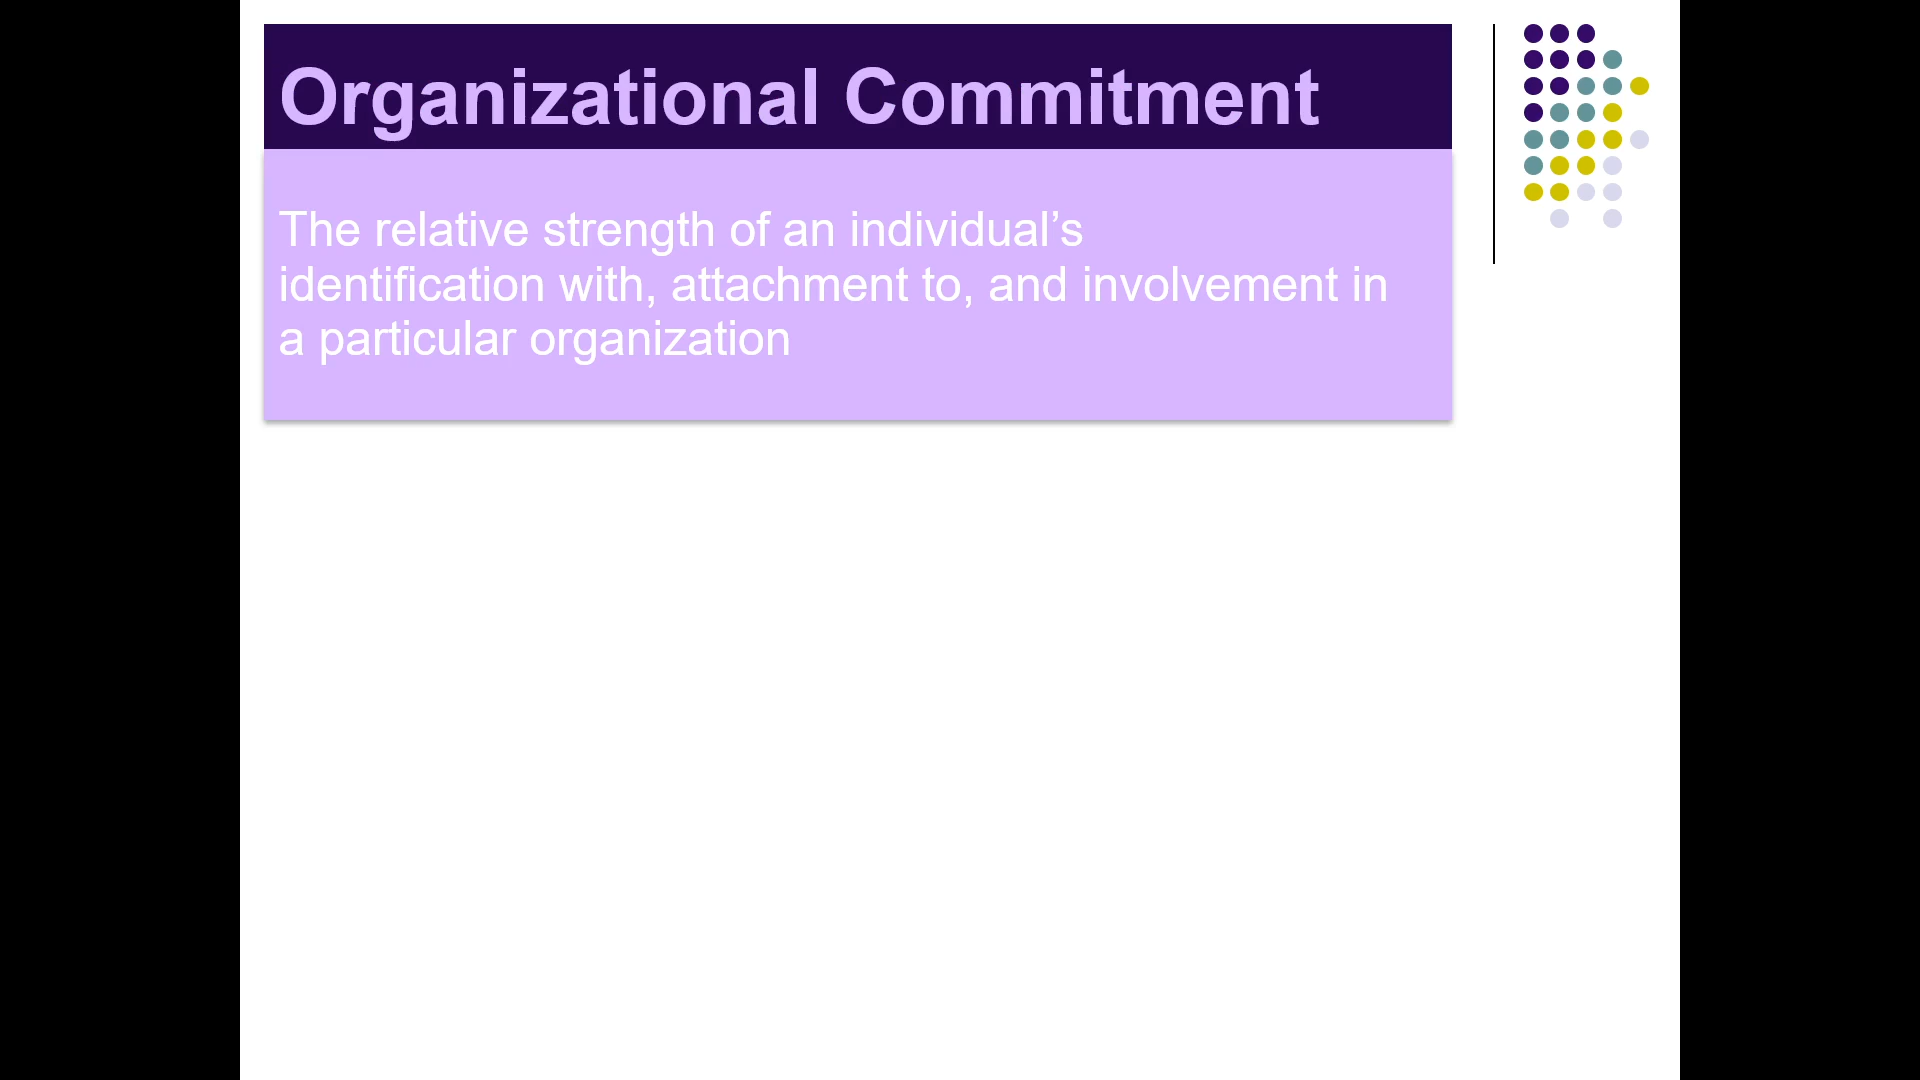 Organizational Commitment
The relative strength of an individual’s
identification with, attachment to, and involvement in
a particular organization